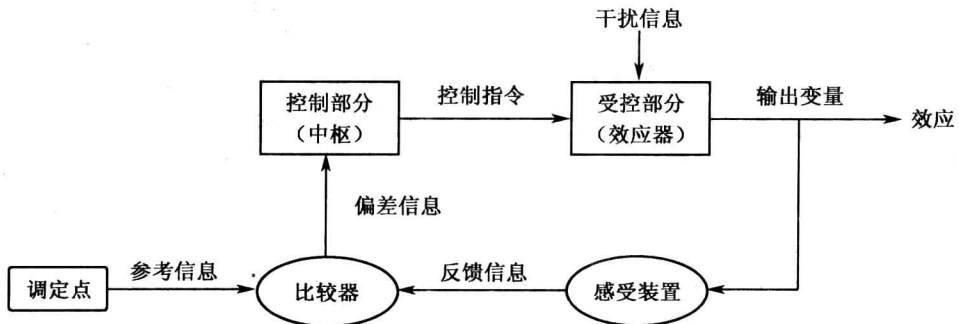 干扰信息
控制部分
（中枢）
控制指令
受控部分
（效应器）
输出变量
效应
偏差信息
调定点
参考信息
比较器
反馈信息
感受装置